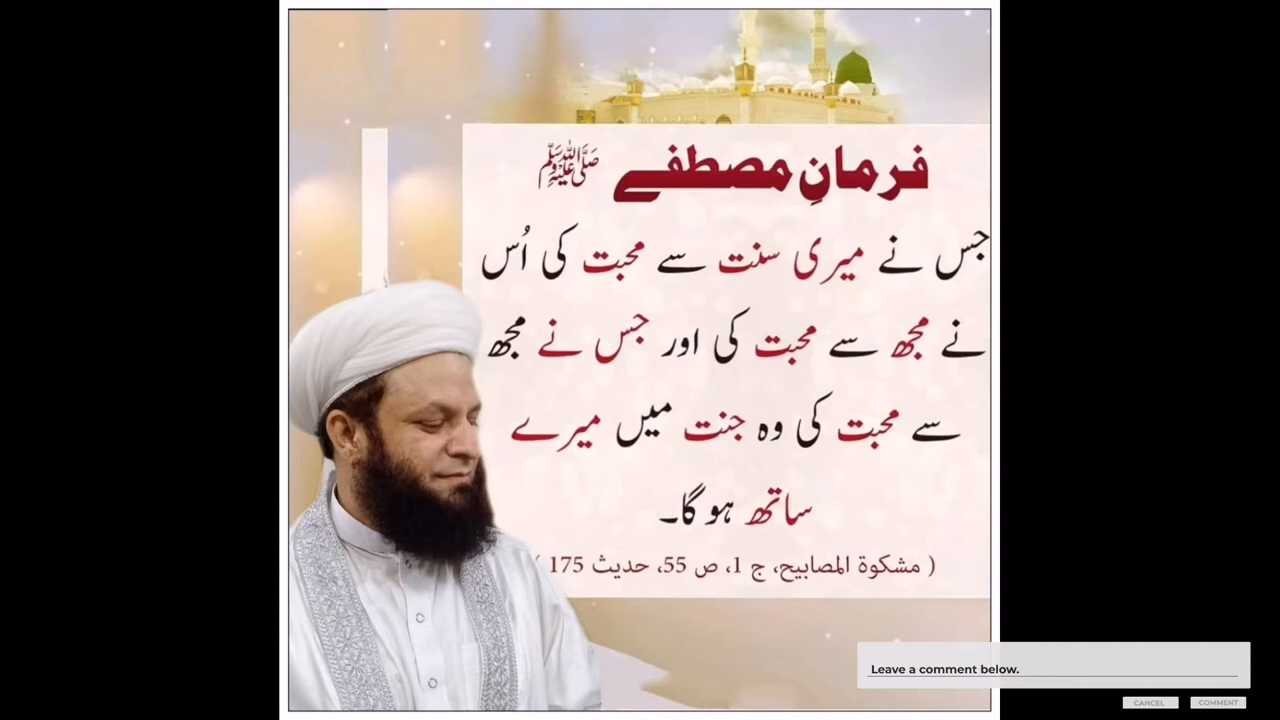 فرمانِ مصطفے ﷺ
جس نے میری سنت سے محبت کی اُس
نے مجھ سے محبت کی اور جس نے مجھ
سے محبت کی وہ جنت میں میرے
ساتھ ہو گا۔
( مشکوۃ المصابیح، ج 1، ص 55، حدیث 175 )
Leave a comment below.
CANCEL COMMENT